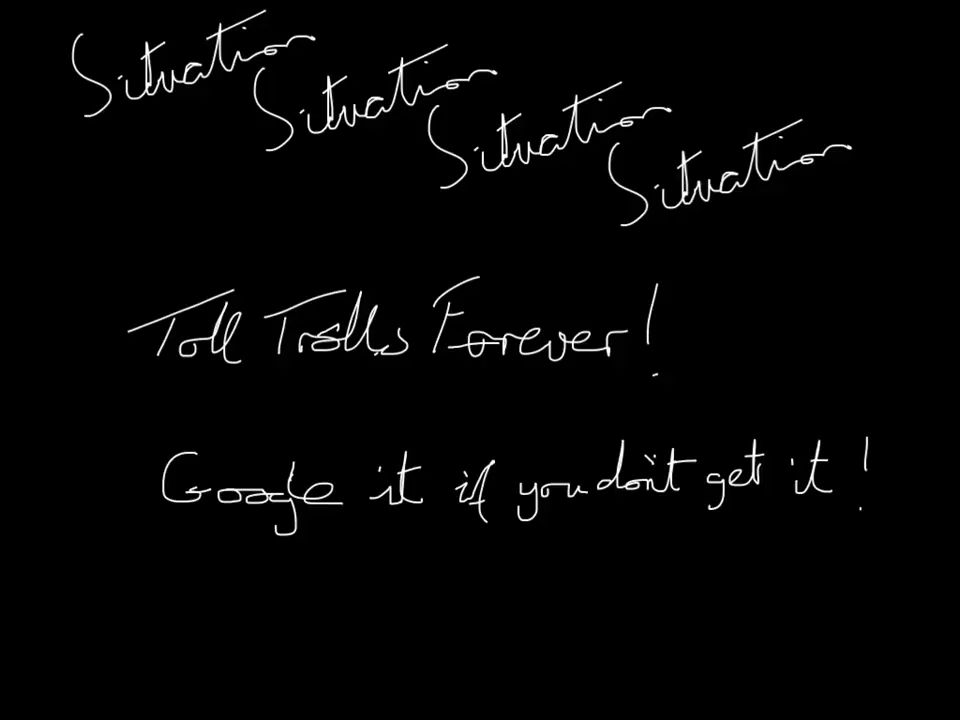 Situation
Situation
Situation
Situation
Toll Trolls Forever!
Google it if you don't get it!